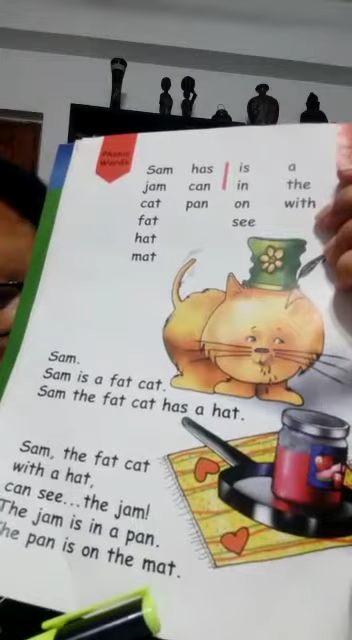 Phonic Words
Sam has is a
jam can in the
cat pan on with
fat see
hat
mat
Sam.
Sam is a fat cat.
Sam the fat cat has a hat.
Sam, the fat cat
with a hat,
can see...the jam!
The jam is in a pan.
The pan is on the mat.